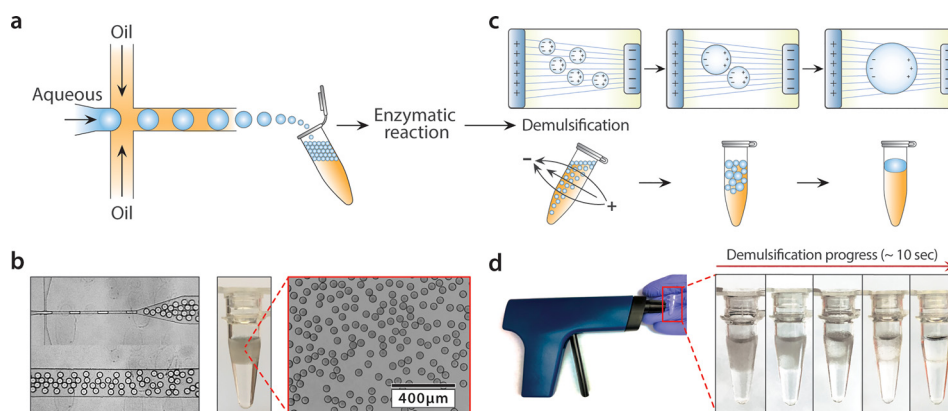 a
Oil
Aqueous
Oil
Enzymatic
reaction
c
Demulsification
-
+
b
400µm
d
Demulsification progress (~ 10 sec)